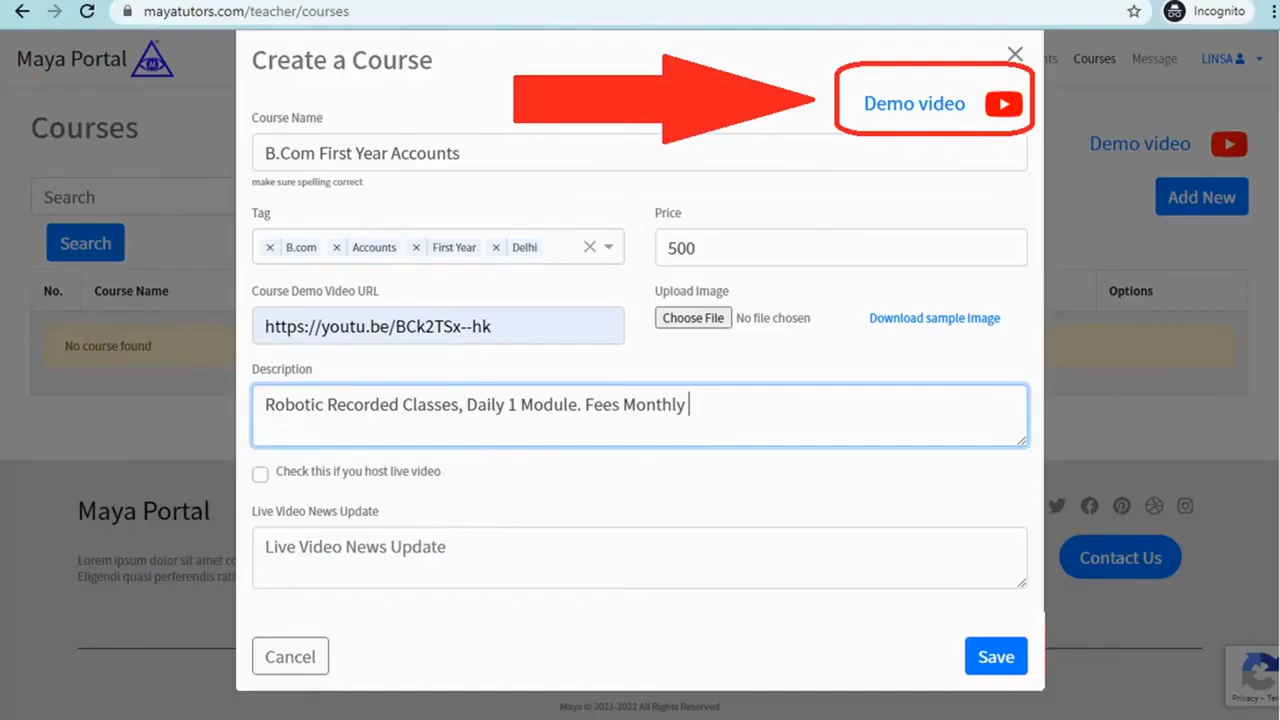 mayatutors.com/teacher/courses
Incognito
Maya Portal
M
Create a Course
nts Courses Message LINSA
Demo video
Courses
Course Name
B.Com First Year Accounts
make sure spelling correct
Demo video
Search
Add New
Tag
Price
× B.com × Accounts × First Year × Delhi
500
Search
No. Course Name
Options
Course Demo Video URL
Upload Image
https://youtu.be/BCk2TSx--hk
Choose File No file chosen
Download sample Image
No course found
Description
Robotic Recorded Classes, Daily 1 Module. Fees Monthly
Check this if you host live video
Maya Portal
Live Video News Update
Live Video News Update
Lorem ipsum dolor sit amet co
Eligendi quasi perferendis rati
Contact Us
Cancel
Save
Privacy - Ter
Maya © 2021-2022 All Rights Reserved